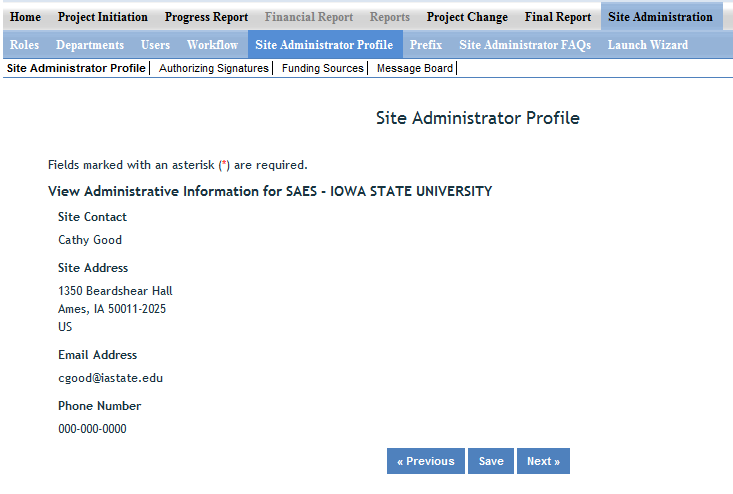 Home Project Initiation Progress Report Financial Report Reports Project Change Final Report Site Administration
Roles Departments Users Workflow Site Administrator Profile Prefix Site Administrator FAQs Launch Wizard
Site Administrator Profile | Authorizing Signatures | Funding Sources | Message Board |
Site Administrator Profile
Fields marked with an asterisk (*) are required.
View Administrative Information for SAES - IOWA STATE UNIVERSITY
Site Contact
Cathy Good
Site Address
1350 Beardshear Hall
Ames, IA 50011-2025
US
Email Address
cgood@iastate.edu
Phone Number
000-000-0000
« Previous Save Next »